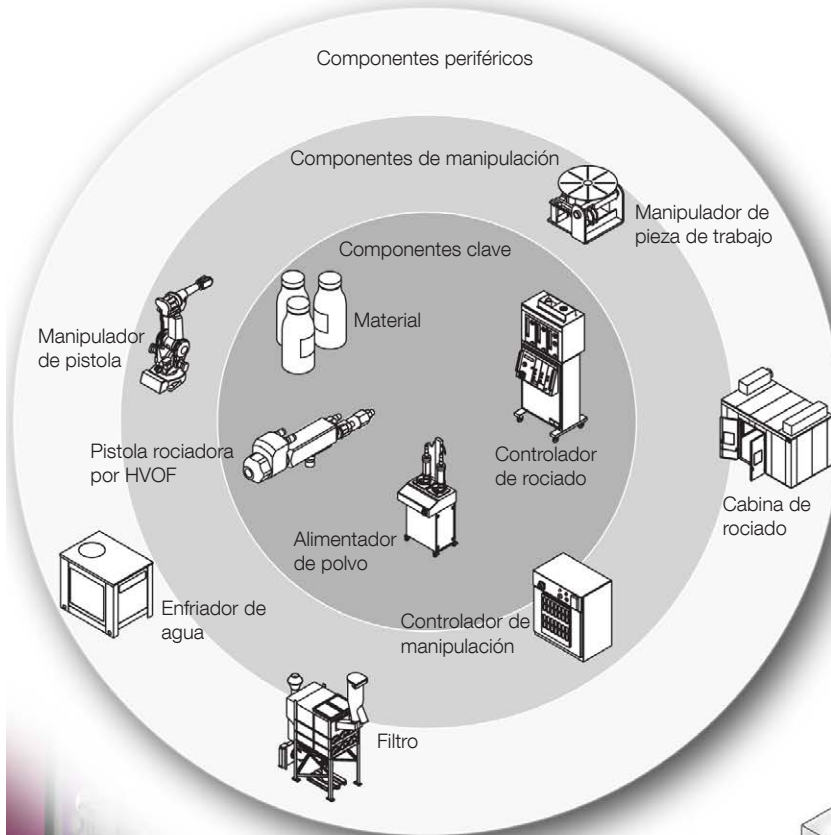 Componentes periféricos
Componentes de manipulación
Manipulador de
pieza de trabajo
Componentes clave
Material
Manipulador
de pistola
Pistola rociadora
por HVOF
Controlador
de rociado
Cabina de
rociado
Alimentador
de polvo
Enfriador de
agua
Controlador de
manipulación
Filtro